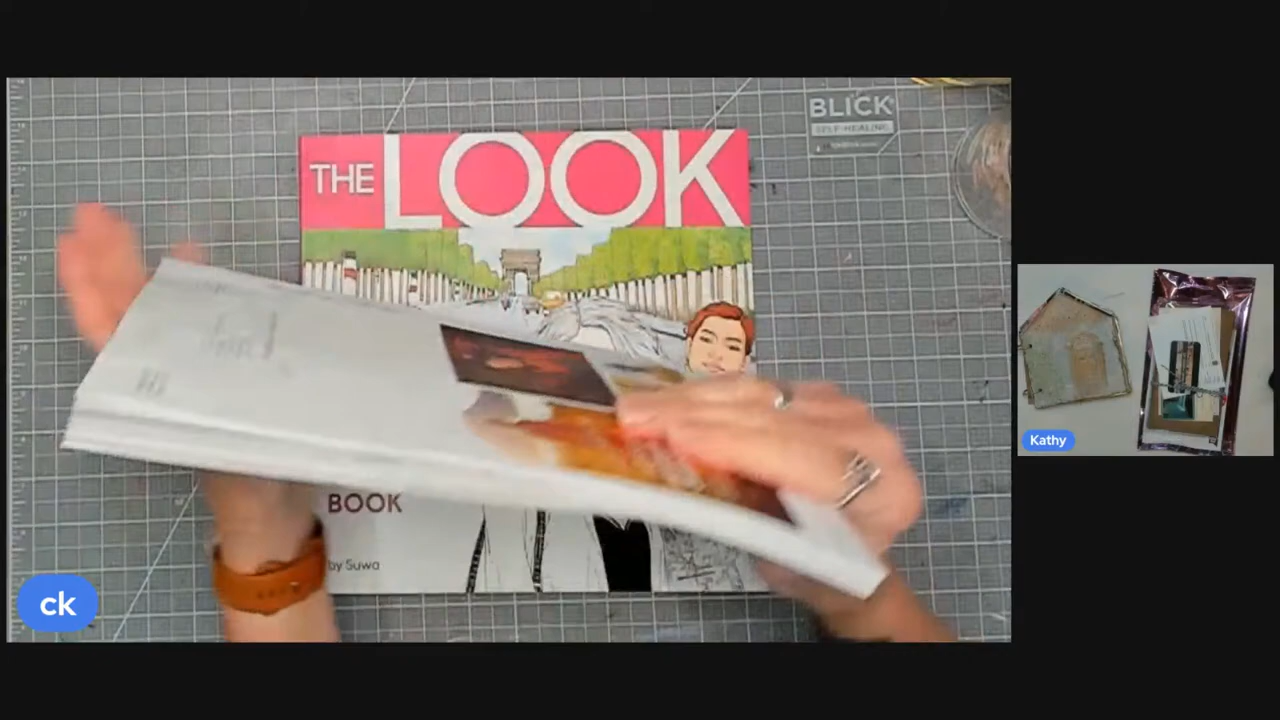 BLICK
SELF-HEALING
THE LOOK
BOOK
by Suwa
ck
Kathy